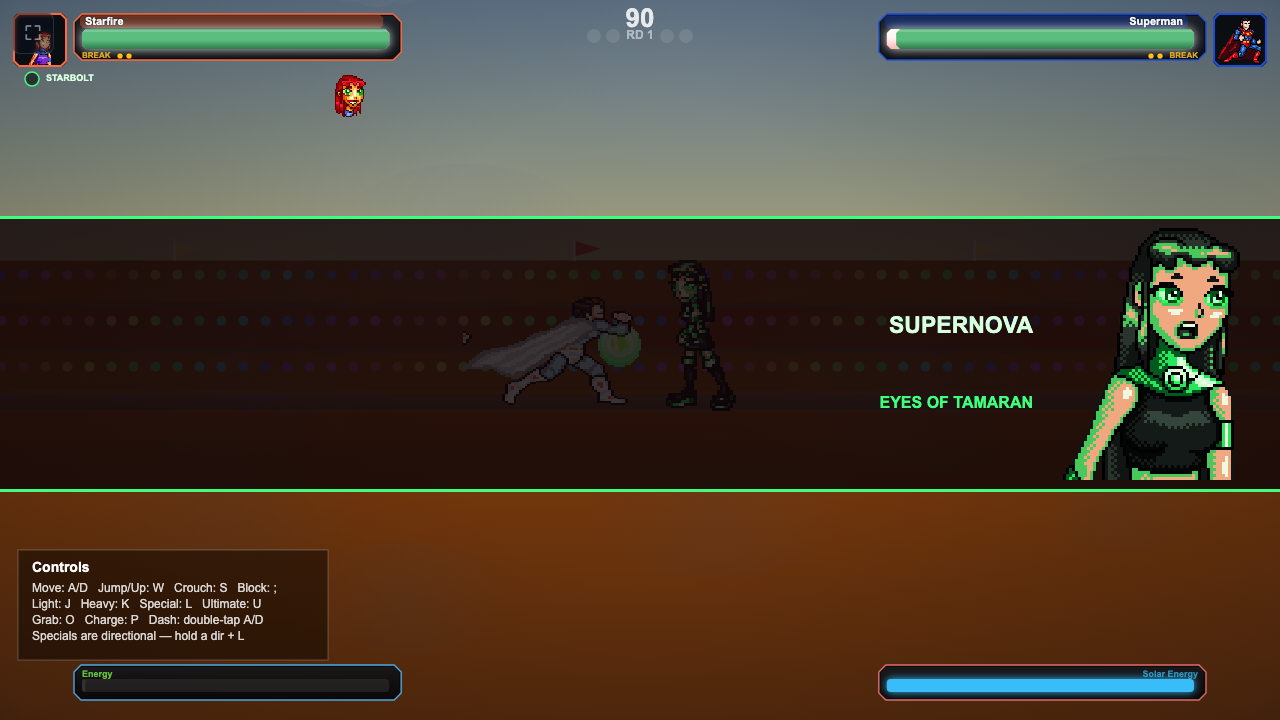 Starfire
90
Superman
RD 1
BREAK
BREAK
STARBOLT
SUPERNOVA
EYES OF TAMARAN
Controls
Move: A/D   Jump/Up: W   Crouch: S   Block: ;
Light: J   Heavy: K   Special: L   Ultimate: U
Grab: O   Charge: P   Dash: double-tap A/D
Specials are directional — hold a dir + L
Energy
Solar Energy